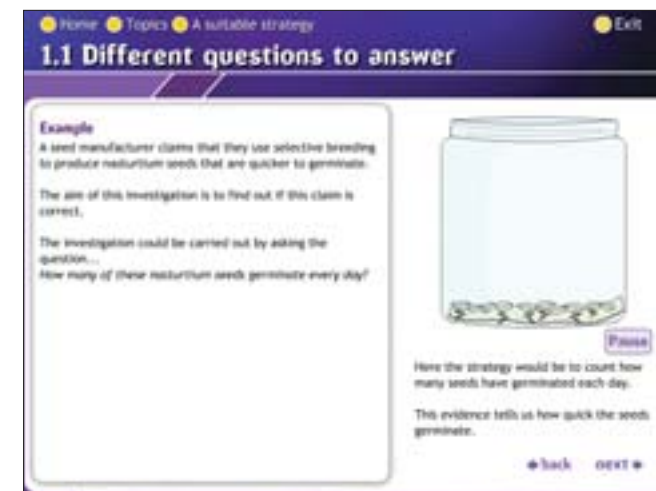 Home Topics A suitable strategy Exit
1.1 Different questions to answer
Example
A seed manufacturer claims that they use selective breeding
to produce nasturtium seeds that are quicker to germinate.
The aim of this investigation is to find out if this claim is
correct.
The investigation could be carried out by asking the
question...
How many of these nasturtium seeds germinate every day?
Pause
Here the strategy would be to count how
many seeds have germinated each day.
This evidence tells us how quick the seeds
germinate.
back next